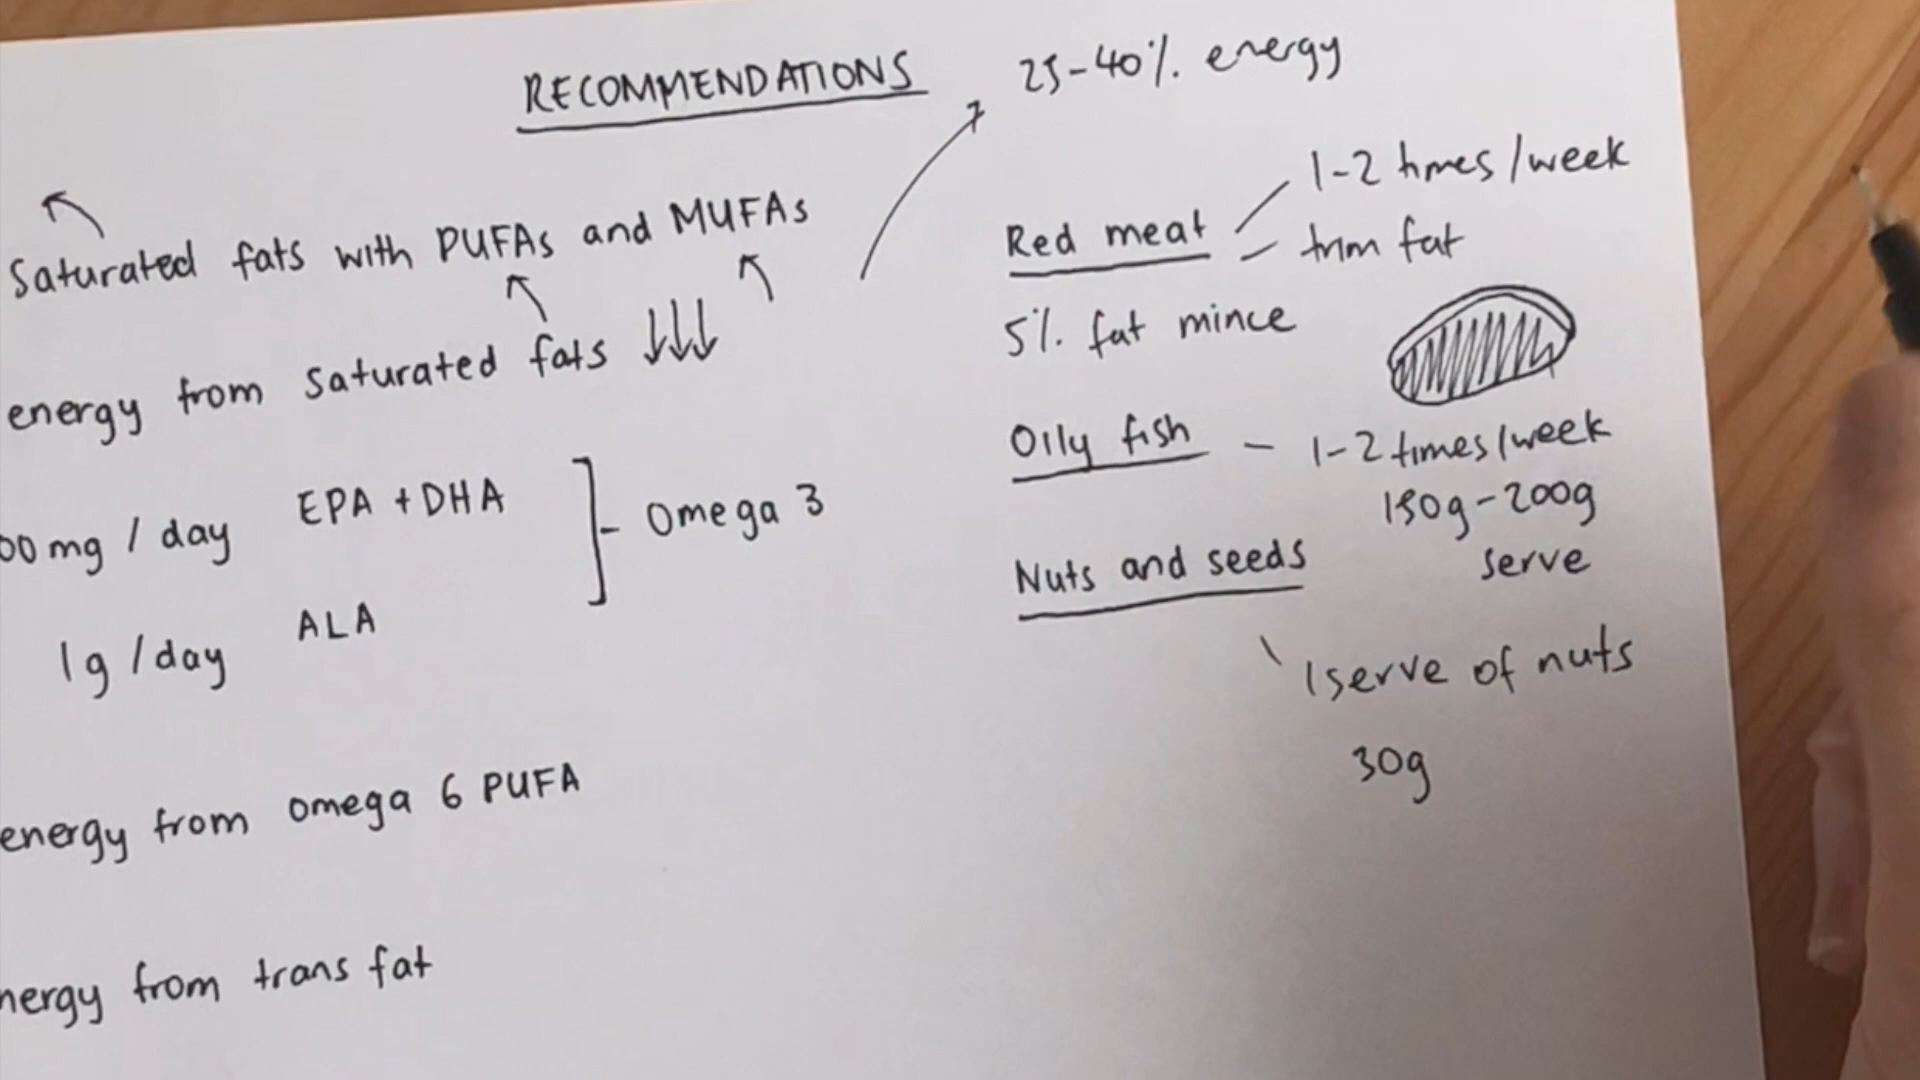 RECOMMENDATIONS
Saturated fats with PUFAs and MUFAs
energy from saturated fats
00mg / day EPA + DHA
Omega 3
1g / day ALA
energy from omega 6 PUFA
nergy from trans fat
25-40% energy
Red meat
1-2 times/week
trim fat
5% fat mince
Oily fish - 1-2 times/week
150g-200g
serve
Nuts and seeds
1 serve of nuts
30g